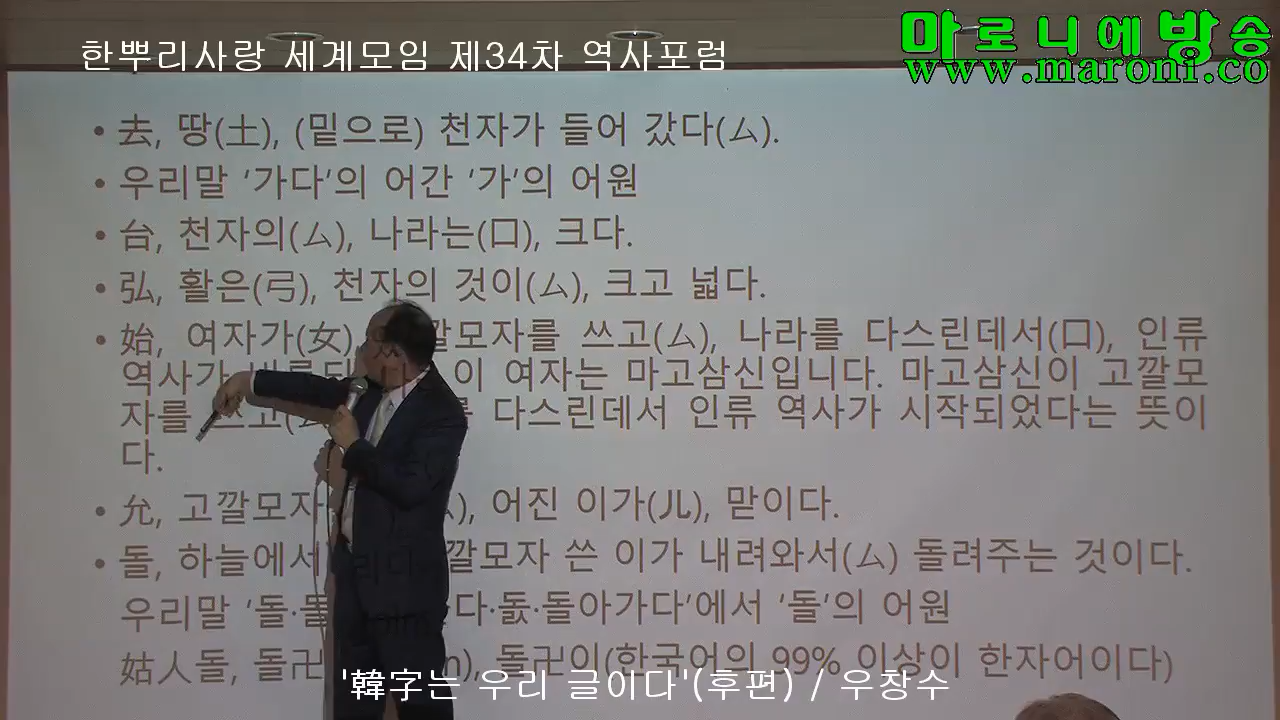 한뿌리사랑 세계모임 제34차 역사포럼
마로니에방송
www.maroni.co
• 去, 땅(土), (밑으로) 천자가 들어 갔다(厶).
• 우리말 '가다'의 어간 '가'의 어원
• 台, 천자의(厶), 나라는(口), 크다.
• 弘, 활은(弓), 천자의 것이(厶), 크고 넓다.
• 始, 여자가(女), 깔모자를 쓰고(厶), 나라를 다스린데서(口), 인류
역사가 이 여자는 마고삼신입니다. 마고삼신이 고깔모
자를 쓰고 다스린데서 인류 역사가 시작되었다는 뜻이
다.
• 允, 고깔모자 어진 이가(儿), 맏이다.
• 돌, 하늘에서 깔모자 쓴 이가 내려와서(厶) 돌려주는 것이다.
우리말 '돌· 다·돐·돌아가다'에서 '돌'의 어원
姑人돌, 돌卍 돌卍이(한국어의 99% 이상이 한자어이다)
'韓字는 우리 글이다'(후편) / 우창수